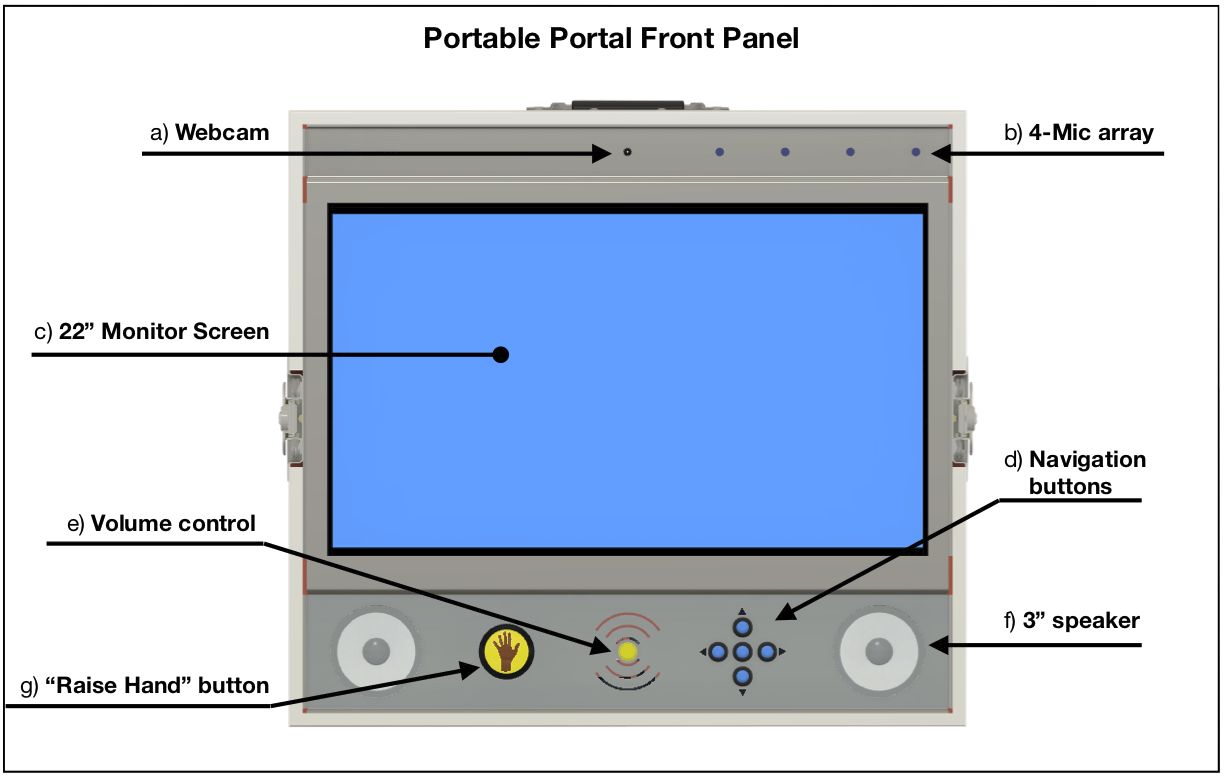 Portable Portal Front Panel
a) Webcam
b) 4-Mic array
c) 22” Monitor Screen
d) Navigation
buttons
e) Volume control
f) 3” speaker
g) “Raise Hand” button